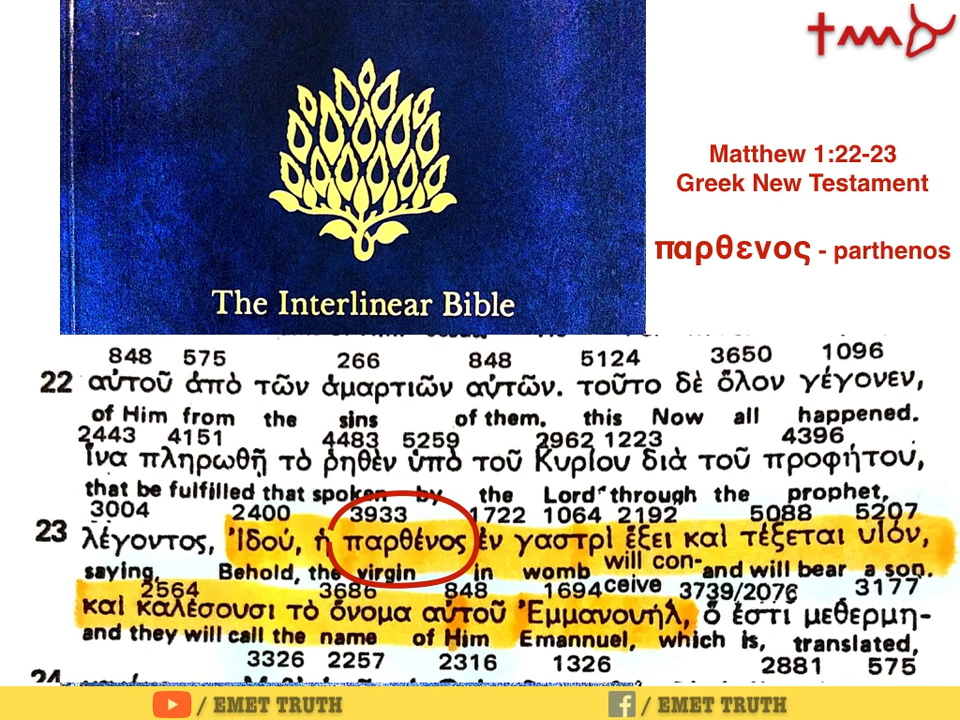 Matthew 1:22-23
Greek New Testament
παρθενος - parthenos
The Interlinear Bible
848 575 266 848 5124 3650 1096
22 αὐτοῦ ἀπὸ τῶν ἁμαρτιῶν αὐτῶν. τοῦτο δὲ ὅλον γέγονεν,
of Him from the sins of them. this Now all happened.
2443 4151 4483 5259 2962 1223 4396
ἵνα πληρωθῇ τὸ ῥηθὲν ὑπὸ τοῦ Κυρίου διὰ τοῦ προφήτου,
that be fulfilled that spoken by the Lord through the prophet,
3004 2400 3933 1722 1064 2192 5088 5207
23 λέγοντος, Ἰδού, ἡ παρθένος ἐν γαστρὶ ἕξει καὶ τέξεται υἱόν,
saying, Behold, the virgin in womb will con- and will bear a son.
2564 3686 848 1694 ceive 3739/2076 3177
καὶ καλέσουσι τὸ ὄνομα αὐτοῦ Ἐμμανουήλ, ὅ ἐστι μεθερμη-
and they will call the name of Him Emannuel, which is, translated,
3326 2257 2316 1326 2881 575
24
/ EMET TRUTH / EMET TRUTH